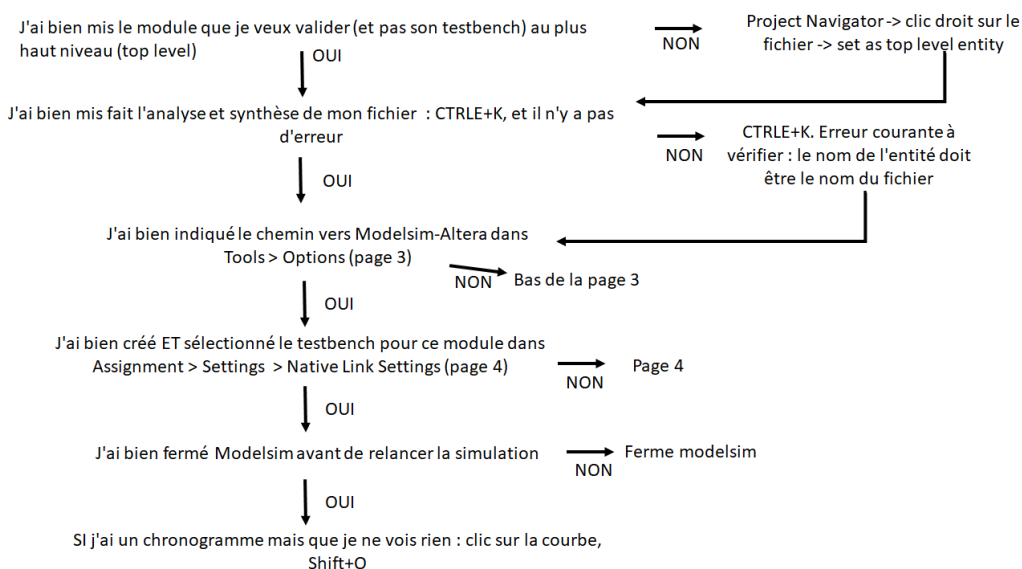 J'ai bien mis le module que je veux valider (et pas son testbench) au plus
haut niveau (top level)
NON
Project Navigator -> clic droit sur le
fichier -> set as top level entity
OUI
J'ai bien mis fait l'analyse et synthèse de mon fichier : CTRLE+K, et il n'y a pas
d'erreur
NON
CTRLE+K. Erreur courante à
vérifier : le nom de l'entité doit
être le nom du fichier
OUI
J'ai bien indiqué le chemin vers Modelsim-Altera dans
Tools > Options (page 3)
NON
Bas de la page 3
OUI
J'ai bien créé ET sélectionné le testbench pour ce module dans
Assignment > Settings > Native Link Settings (page 4)
NON
Page 4
OUI
J'ai bien fermé Modelsim avant de relancer la simulation
NON
Ferme modelsim
OUI
SI j'ai un chronogramme mais que je ne vois rien : clic sur la courbe,
Shift+O